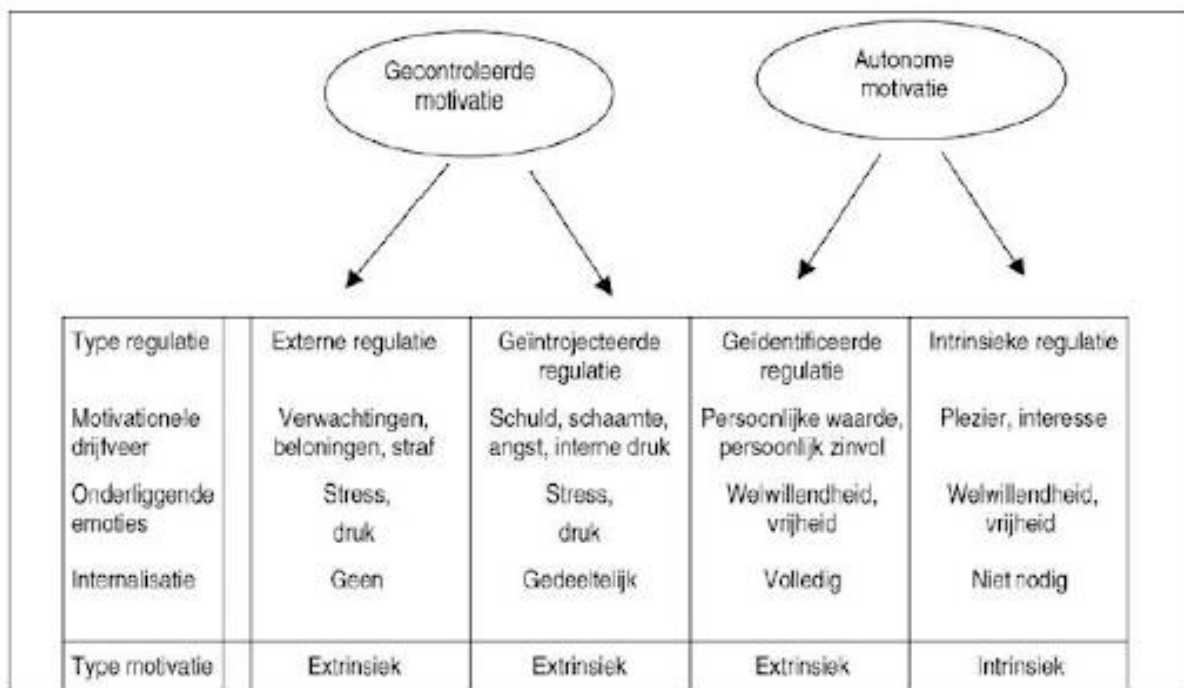 Gecontroleerde
motivatie
Autonome
motivatie
Type regulatie
Externe regulatie
Geïntrojecteerde
regulatie
Geïdentificeerde
regulatie
Intrinsieke regulatie
Motivationele
drijfveer
Verwachtingen,
beloningen, straf
Schuld, schaamte,
angst, interne druk
Persoonlijke waarde,
persoonlijk zinvol
Plezier, interesse
Onderliggende
emoties
Stress,
druk
Stress,
druk
Welwillendheid,
vrijheid
Welwillendheid,
vrijheid
Internalisatie
Geen
Gedeeltelijk
Volledig
Niet nodig
Type motivatie
Extrinsiek
Extrinsiek
Extrinsiek
Intrinsiek